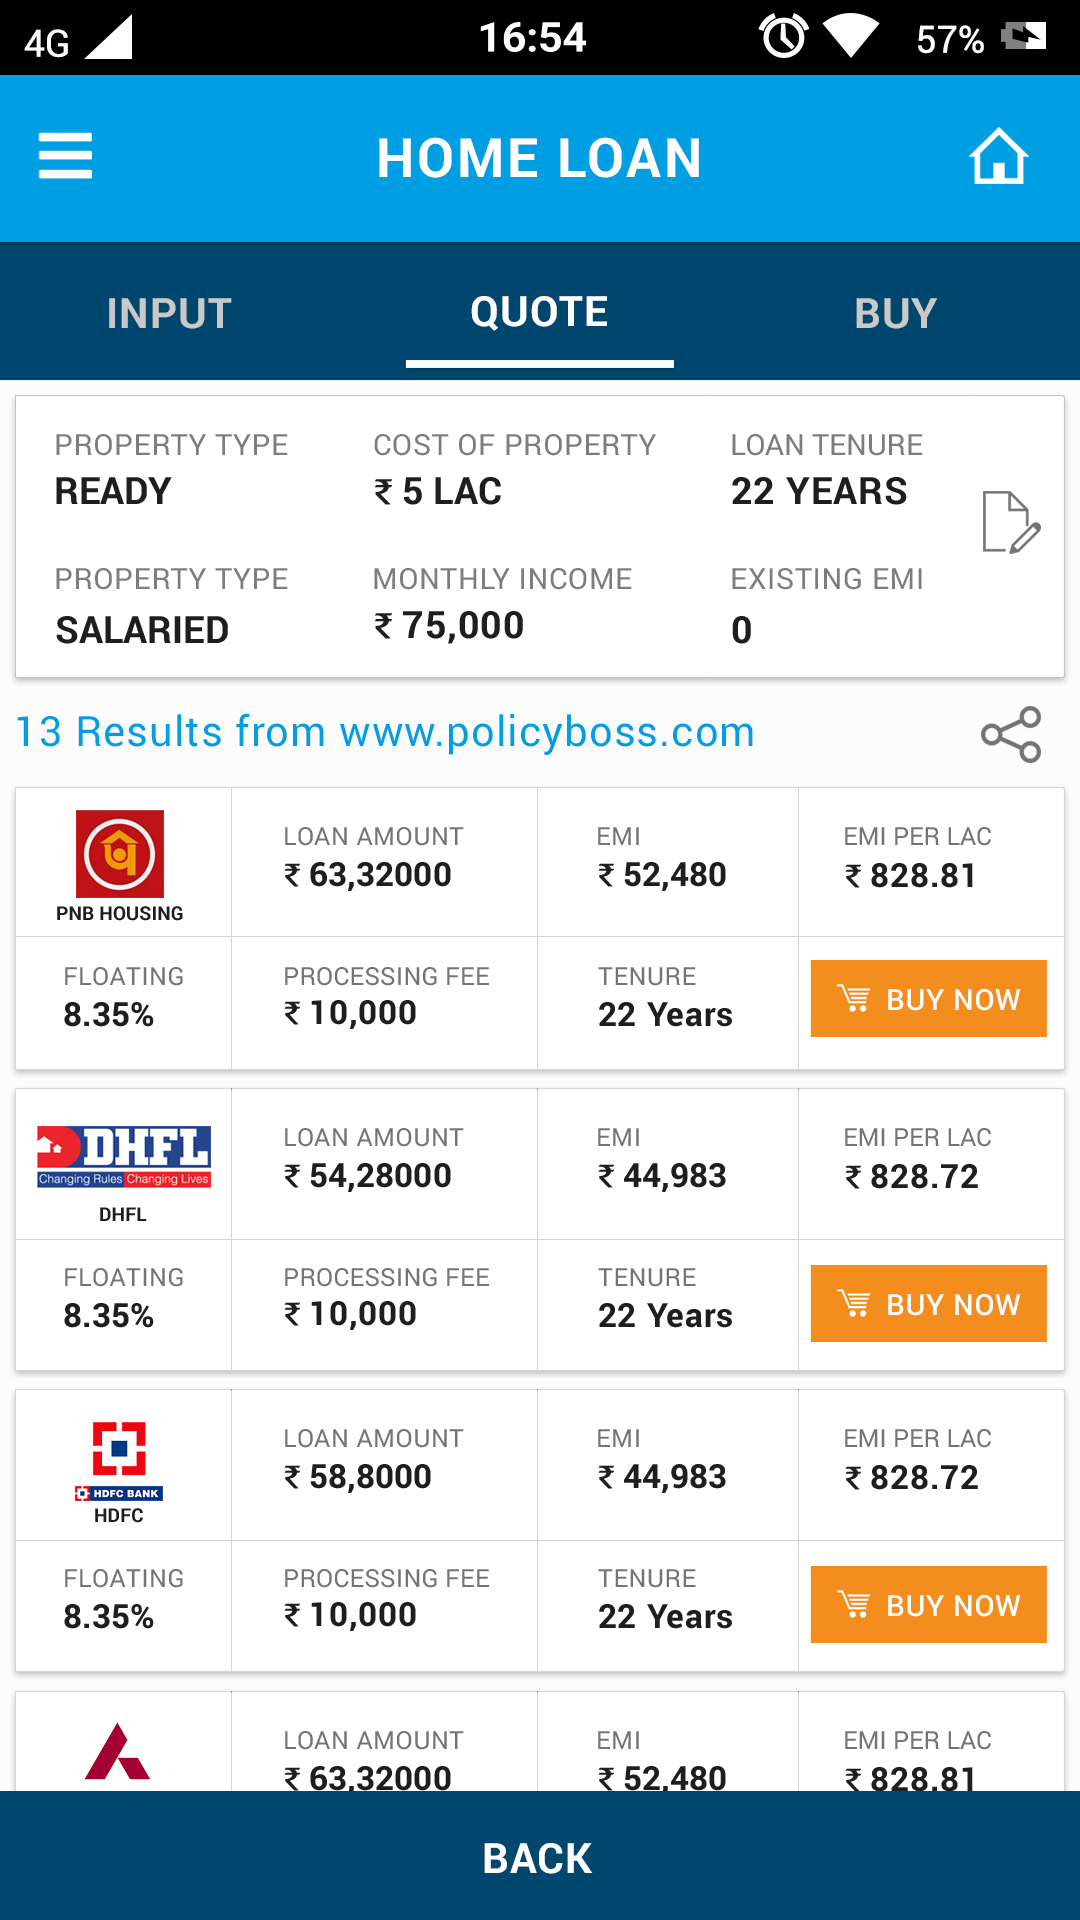 4G 16:54 57%
HOME LOAN
INPUT QUOTE BUY
PROPERTY TYPE COST OF PROPERTY LOAN TENURE
READY ₹ 5 LAC 22 YEARS
PROPERTY TYPE MONTHLY INCOME EXISTING EMI
SALARIED ₹ 75,000 0
13 Results from www.policyboss.com
LOAN AMOUNT EMI EMI PER LAC
₹ 63,32000 ₹ 52,480 ₹ 828.81
PNB HOUSING
FLOATING PROCESSING FEE TENURE
8.35% ₹ 10,000 22 Years BUY NOW
DHFL LOAN AMOUNT EMI EMI PER LAC
Changing Rules Changing Lives ₹ 54,28000 ₹ 44,983 ₹ 828.72
DHFL
FLOATING PROCESSING FEE TENURE
8.35% ₹ 10,000 22 Years BUY NOW
LOAN AMOUNT EMI EMI PER LAC
₹ 58,8000 ₹ 44,983 ₹ 828.72
HDFC BANK
HDFC
FLOATING PROCESSING FEE TENURE
8.35% ₹ 10,000 22 Years BUY NOW
LOAN AMOUNT EMI EMI PER LAC
₹ 63,32000 ₹ 52,480 ₹ 828.81
BACK